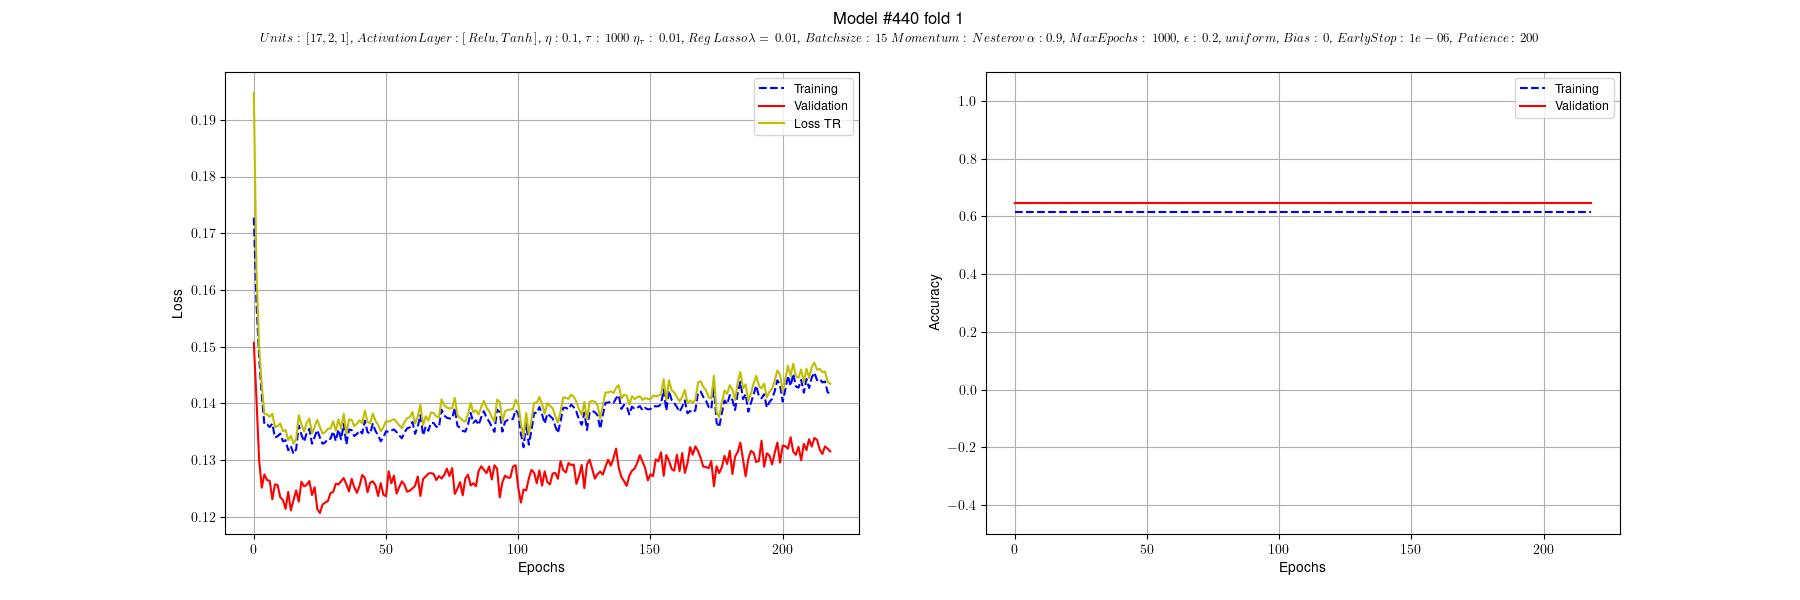 Model #440 fold 1
Units : [17, 2, 1], ActivationLayer : [ Relu, Tanh ], η : 0.1, τ : 1000 η_τ : 0.01, Reg Lasso λ = 0.01, Batchsize : 15 Momentum : Nesterov α : 0.9, MaxEpochs : 1000, ϵ : 0.2, uniform, Bias : 0, EarlyStop : 1e − 06, Patience : 200
Loss
0.19
0.18
0.17
0.16
0.15
0.14
0.13
0.12
0 50 100 150 200
Epochs
Training
Validation
Loss TR
Accuracy
1.0
0.8
0.6
0.4
0.2
0.0
−0.2
−0.4
0 50 100 150 200
Epochs
Training
Validation